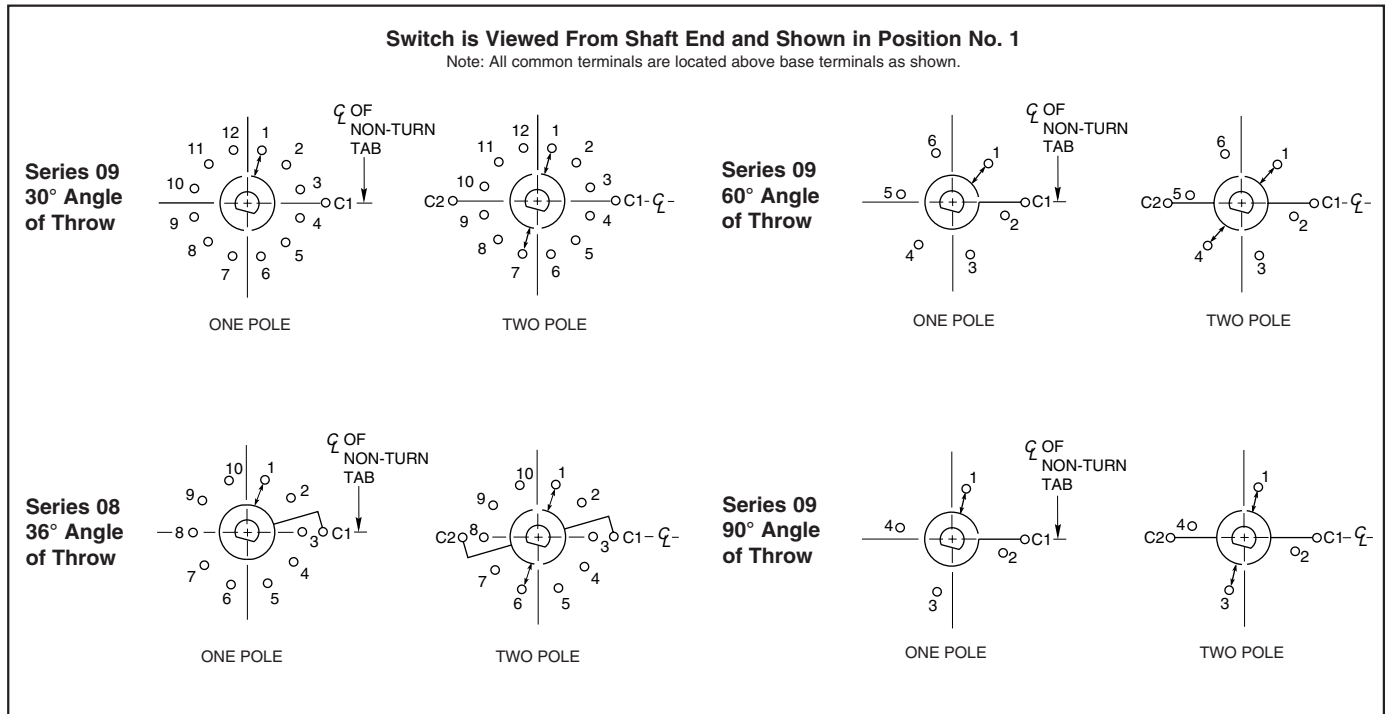 Switch is Viewed From Shaft End and Shown in Position No. 1
Note: All common terminals are located above base terminals as shown.
Series 09
30° Angle
of Throw
℄ OF
NON-TURN
TAB
12 1
11 2
10 3
C1
9 4
8 5
7 6
ONE POLE
12 1
11 2
10 3
C2 C1-℄-
9 4
8 5
7 6
TWO POLE
Series 09
60° Angle
of Throw
℄ OF
NON-TURN
TAB
6 1
5 C1
2
4 3
ONE POLE
6 1
C2 5 C1-℄-
2
4 3
TWO POLE
Series 08
36° Angle
of Throw
℄ OF
NON-TURN
TAB
10 1
9 2
8 3 C1
7 4
6 5
ONE POLE
10 1
9 2
C2 8 3 C1-℄-
7 4
6 5
TWO POLE
Series 09
90° Angle
of Throw
℄ OF
NON-TURN
TAB
1
4 C1
2
3
ONE POLE
1
4
C2 C1-℄-
2
3
TWO POLE